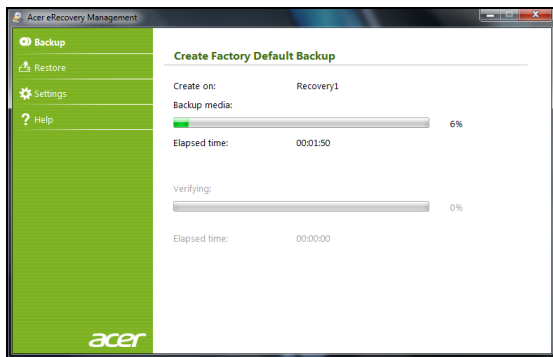 Acer eRecovery Management
Backup
Restore
Settings
Help
Create Factory Default Backup
Create on: Recovery1
Backup media:
6%
Elapsed time: 00:01:50
Verifying:
0%
Elapsed time: 00:00:00
acer